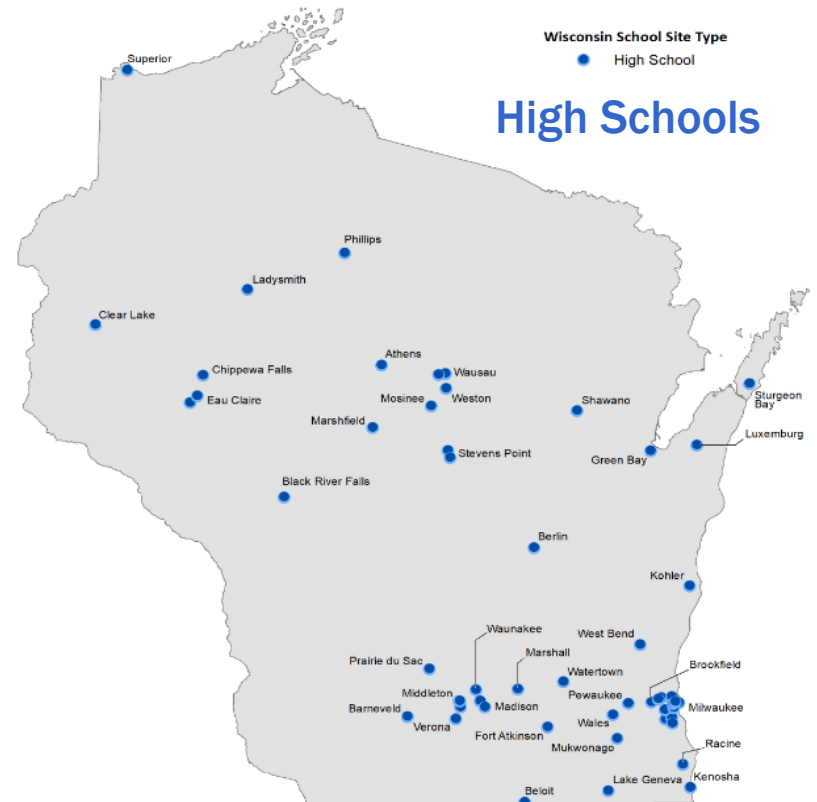 Wisconsin School Site Type
High School
High Schools
Superior
Phillips
Ladysmith
Clear Lake
Athens
Chippewa Falls
Wausau
Eau Claire
Mosinee
Weston
Sturgeon
Bay
Shawano
Marshfield
Luxemburg
Stevens Point
Green Bay
Black River Falls
Berlin
Kohler
Waunakee
West Bend
Marshall
Prairie du Sac
Brookfield
Watertown
Middleton
Pewaukee
Barneveld
Madison
Milwaukee
Verona
Wales
Fort Atkinson
Mukwonago
Racine
Lake Geneva
Kenosha
Beloit